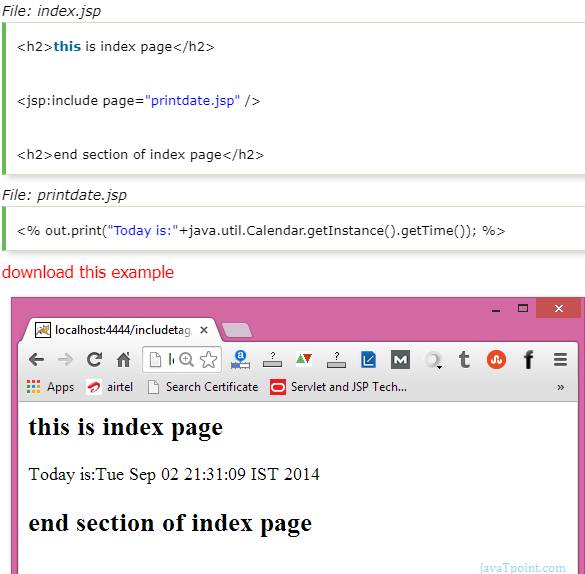 File: index.jsp
<h2>this is index page</h2>
<jsp:include page="printdate.jsp" />
<h2>end section of index page</h2>
File: printdate.jsp
<% out.print("Today is:"+java.util.Calendar.getInstance().getTime()); %>
download this example
localhost:4444/includetag
Apps airtel Search Certificate Servlet and JSP Tech... »
this is index page
Today is:Tue Sep 02 21:31:09 IST 2014
end section of index page
javaTpoint.com